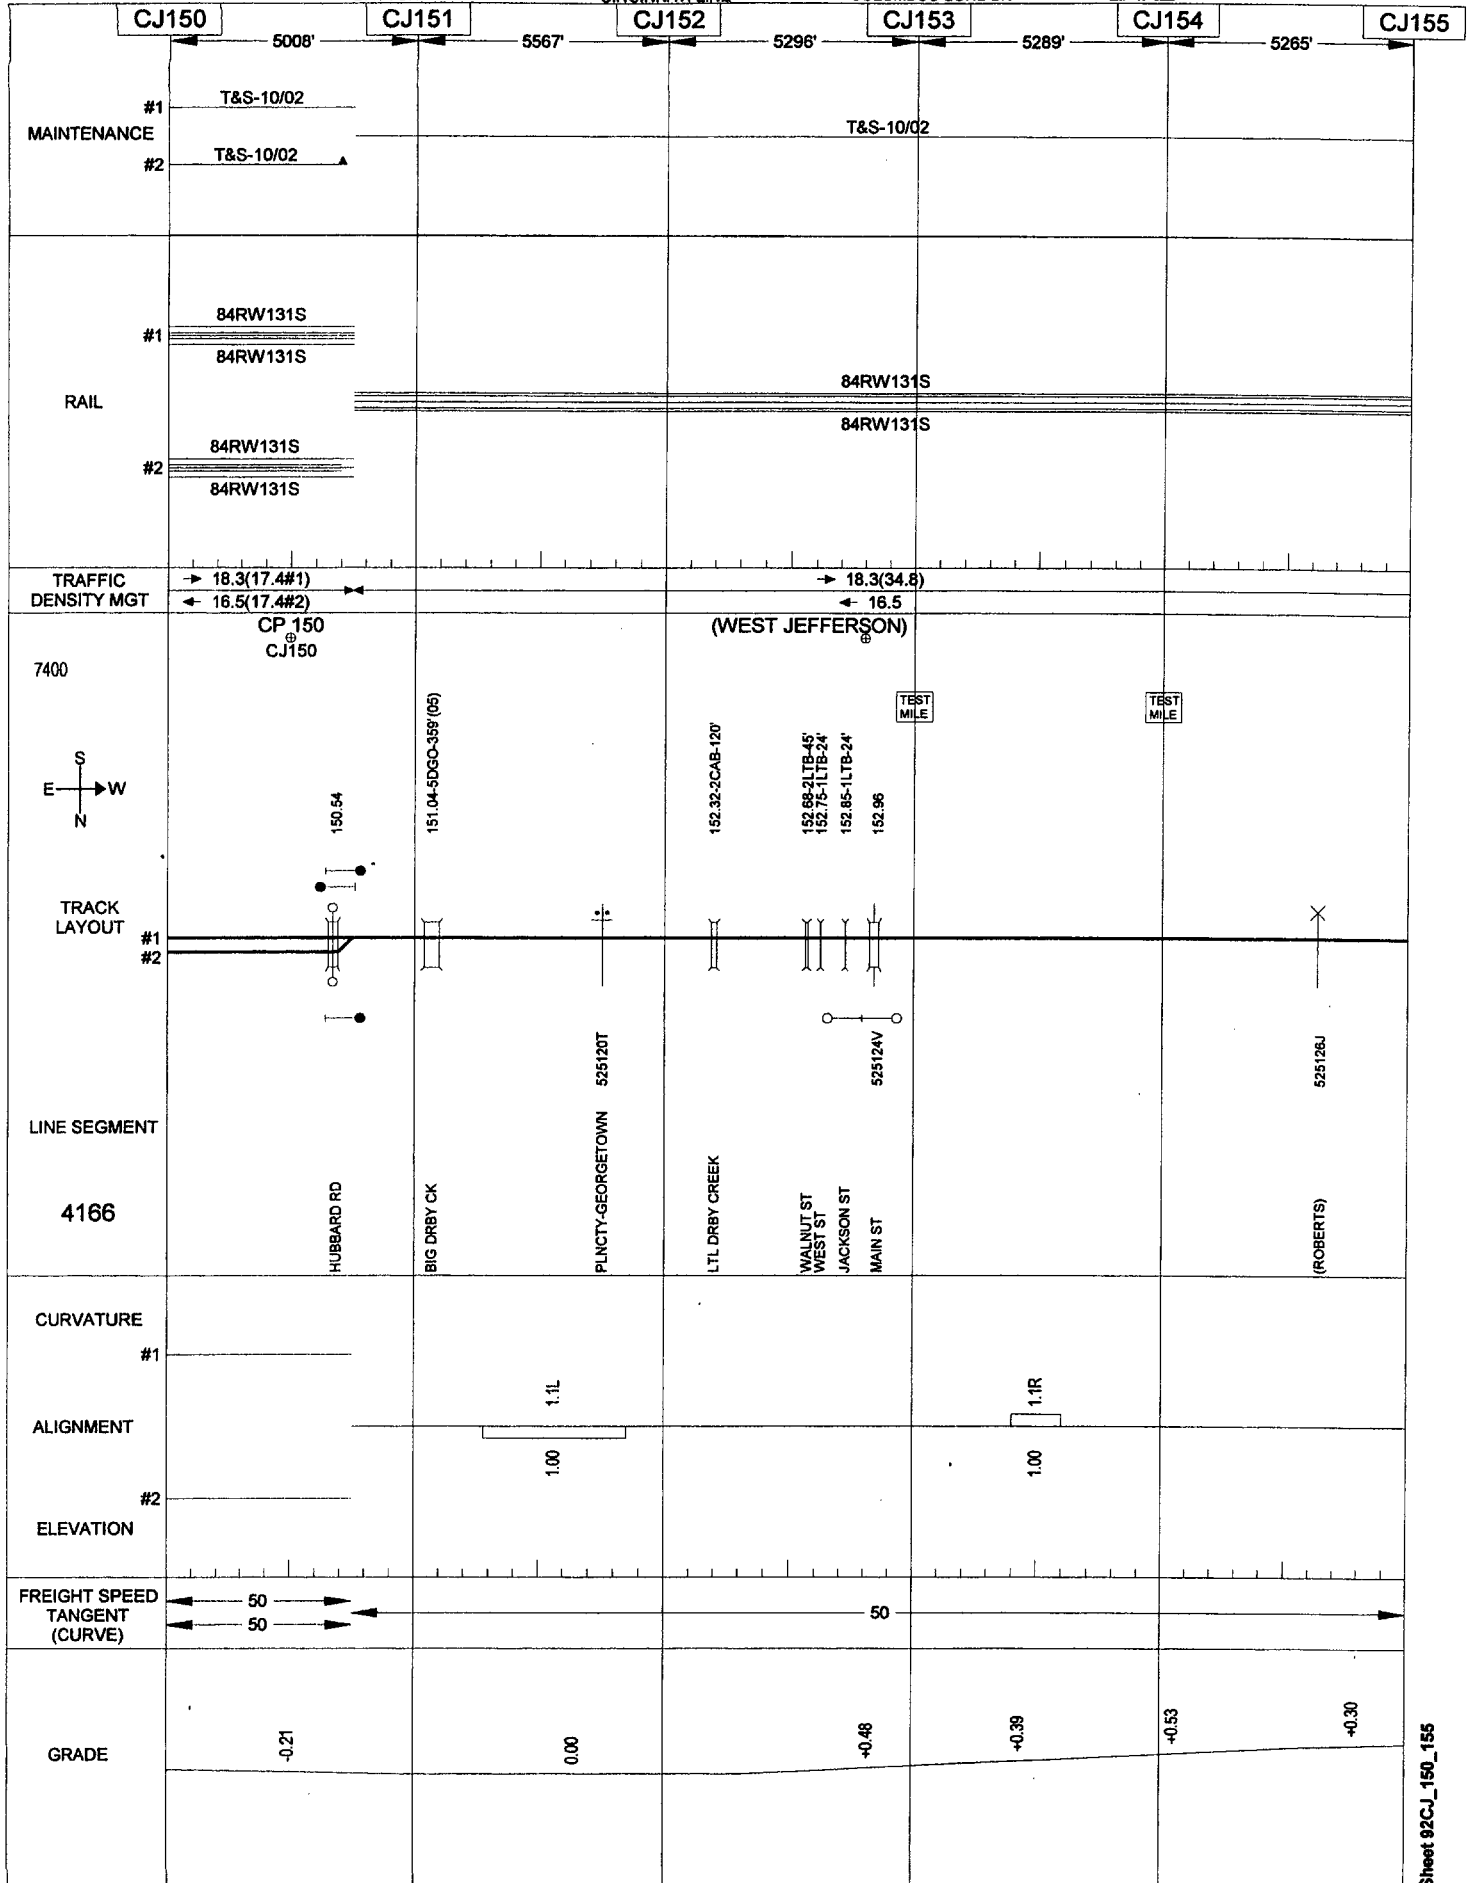 CJ150
CJ151
CJ152
CJ153
CJ154
CJ155
5008'
5567'
5296'
5289'
5265'
MAINTENANCE
#1
T&S-10/02
T&S-10/02
#2
T&S-10/02
RAIL
#1
84RW131S
84RW131S
84RW131S
84RW131S
#2
84RW131S
84RW131S
TRAFFIC
DENSITY MGT
18.3(17.4#1)
18.3(34.8)
16.5(17.4#2)
16.5
CP 150
CJ150
(WEST JEFFERSON)
7400
TEST
MILE
TEST
MILE
S
E
W
N
150.54
151.04-5DGO-359'(05)
152.32-2CAB-120'
152.68-2LTB-45'
152.75-1LTB-24'
152.85-1LTB-24'
152.96
TRACK
LAYOUT
#1
#2
525120T
525124V
525126J
LINE SEGMENT
4166
HUBBARD RD
BIG DRBY CK
PLNCTY-GEORGETOWN
LTL DRBY CREEK
WALNUT ST
WEST ST
JACKSON ST
MAIN ST
(ROBERTS)
CURVATURE
#1
1.1L
1.1R
ALIGNMENT
1.00
1.00
#2
ELEVATION
FREIGHT SPEED
TANGENT
(CURVE)
50
50
50
GRADE
-0.21
0.00
+0.48
+0.39
+0.53
+0.30
Sheet 92CJ_150_155